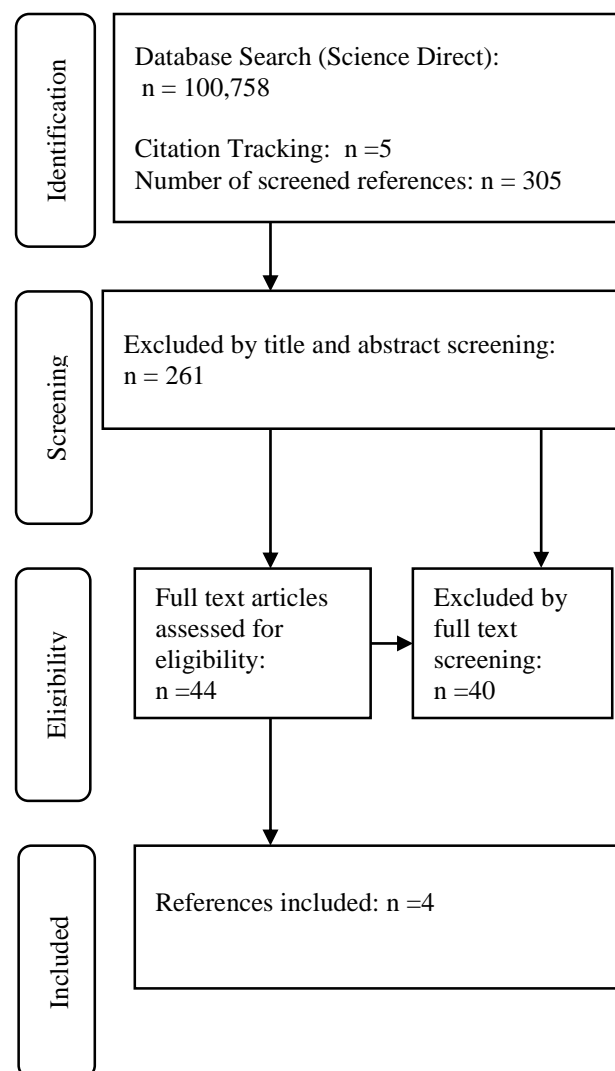 Identification
Database Search (Science Direct):
n = 100,758
Citation Tracking:  n =5
Number of screened references: n = 305
Screening
Excluded by title and abstract screening:
n = 261
Eligibility
Full text articles
assessed for
eligibility:
n =44
Excluded by
full text
screening:
n =40
Included
References included: n =4